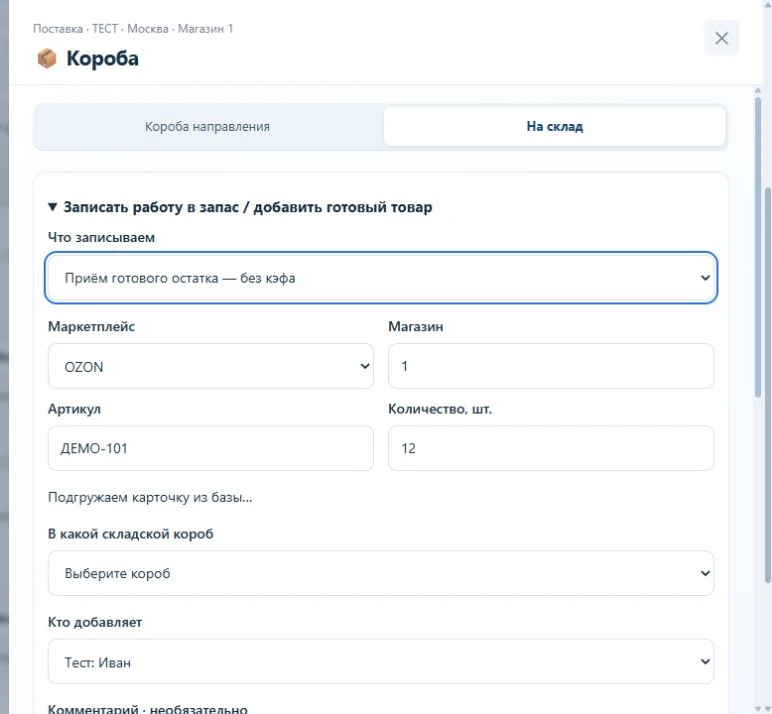 Поставка · ТЕСТ · Москва · Магазин 1
Короба
Короба направления
На склад
▼ Записать работу в запас / добавить готовый товар
Что записываем
Приём готового остатка — без кэфа
Маркетплейс
Магазин
OZON
1
Артикул
Количество, шт.
ДЕМО-101
12
Подгружаем карточку из базы...
В какой складской короб
Выберите короб
Кто добавляет
Тест: Иван
Комментарий · необязательно